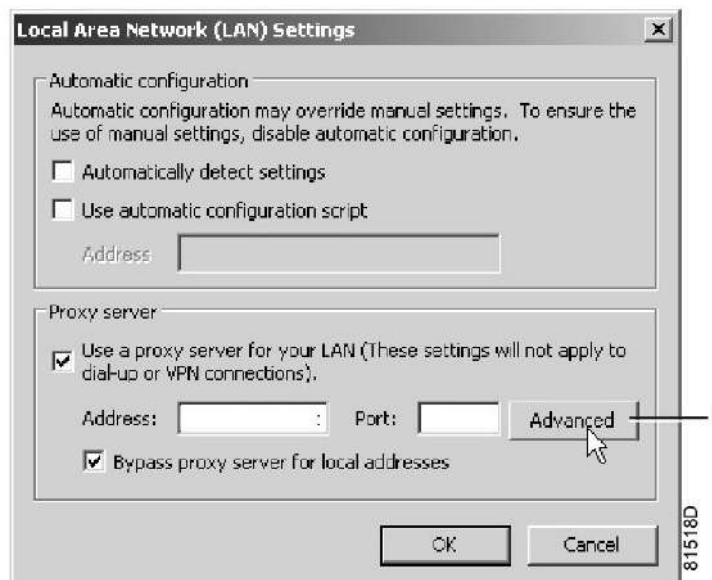 Local Area Network (LAN) Settings
Automatic configuration
Automatic configuration may override manual settings. To ensure the
use of manual settings, disable automatic configuration.
Automatically detect settings
Use automatic configuration script
Address
Proxy server
Use a proxy server for your LAN (These settings will not apply to
dial-up or VPN connections).
Address: : Port: Advanced
Bypass proxy server for local addresses
OK Cancel
81518D